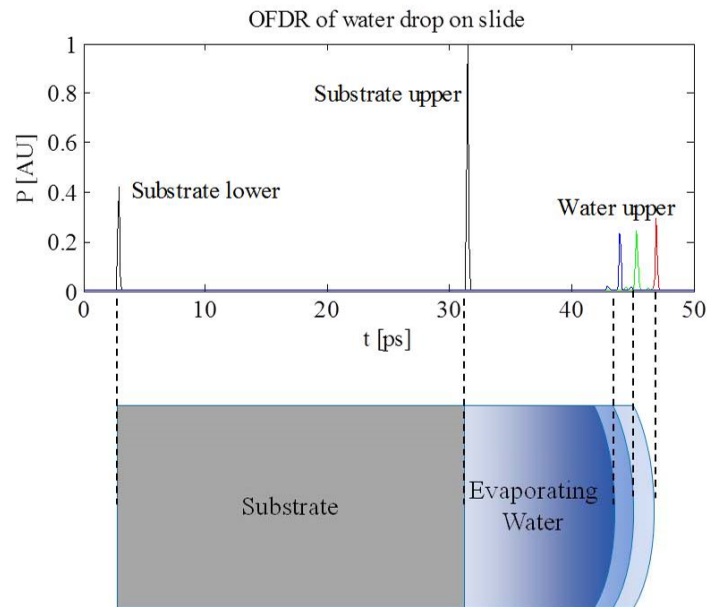 OFDR of water drop on slide
1
0.8
0.6
0.4
0.2
0
P [AU]
Substrate upper
Substrate lower
Water upper
0 10 20 30 40 50
t [ps]
Substrate
Evaporating
Water